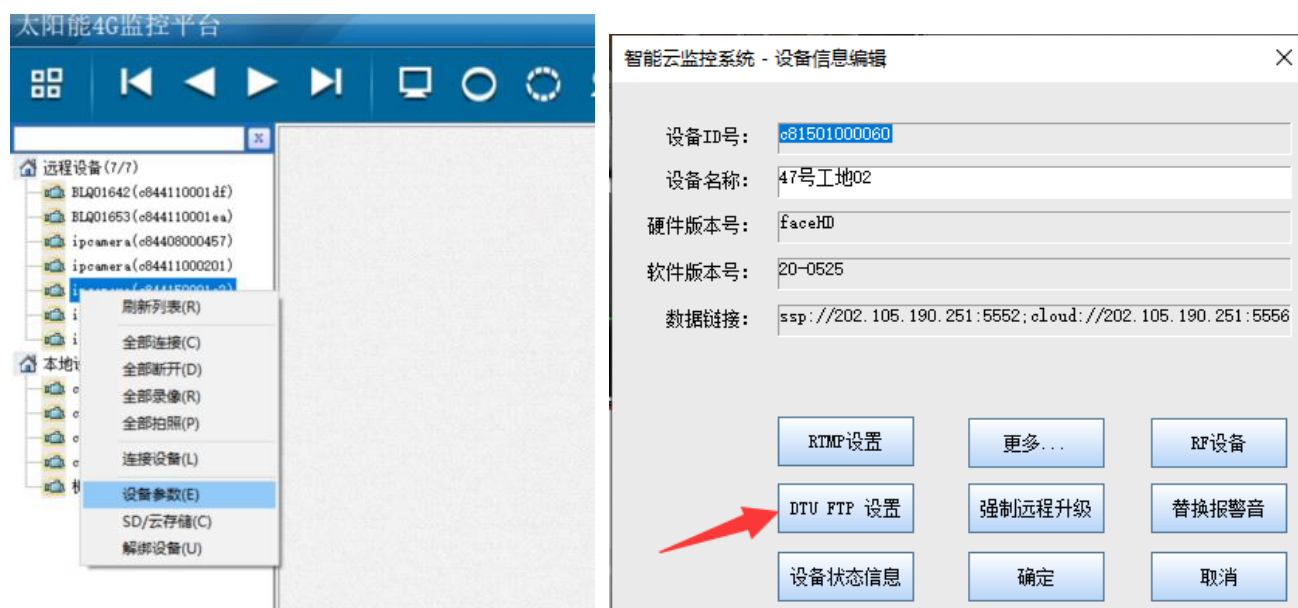 太阳能4G监控平台
x
远程设备(7/7)
BLQ01642(c844110001df)
BLQ01653(c844110001ea)
ipcamera(c84408000457)
ipcamera(c84411000201)
i
刷新列表(R)
i
i
全部连接(C)
本地
全部断开(D)
c
全部录像(R)
c
全部拍照(P)
c
c
连接设备(L)
设备参数(E)
SD/云存储(C)
解绑设备(U)
智能云监控系统 - 设备信息编辑
设备ID号: c81501000060
设备名称: 47号工地02
硬件版本号: faceHD
软件版本号: 20-0525
数据链接: ssp://202.105.190.251:5552;cloud://202.105.190.251:5556
RTMP设置 更多... RF设备
DTU FTP 设置 强制远程升级 替换报警音
设备状态信息 确定 取消